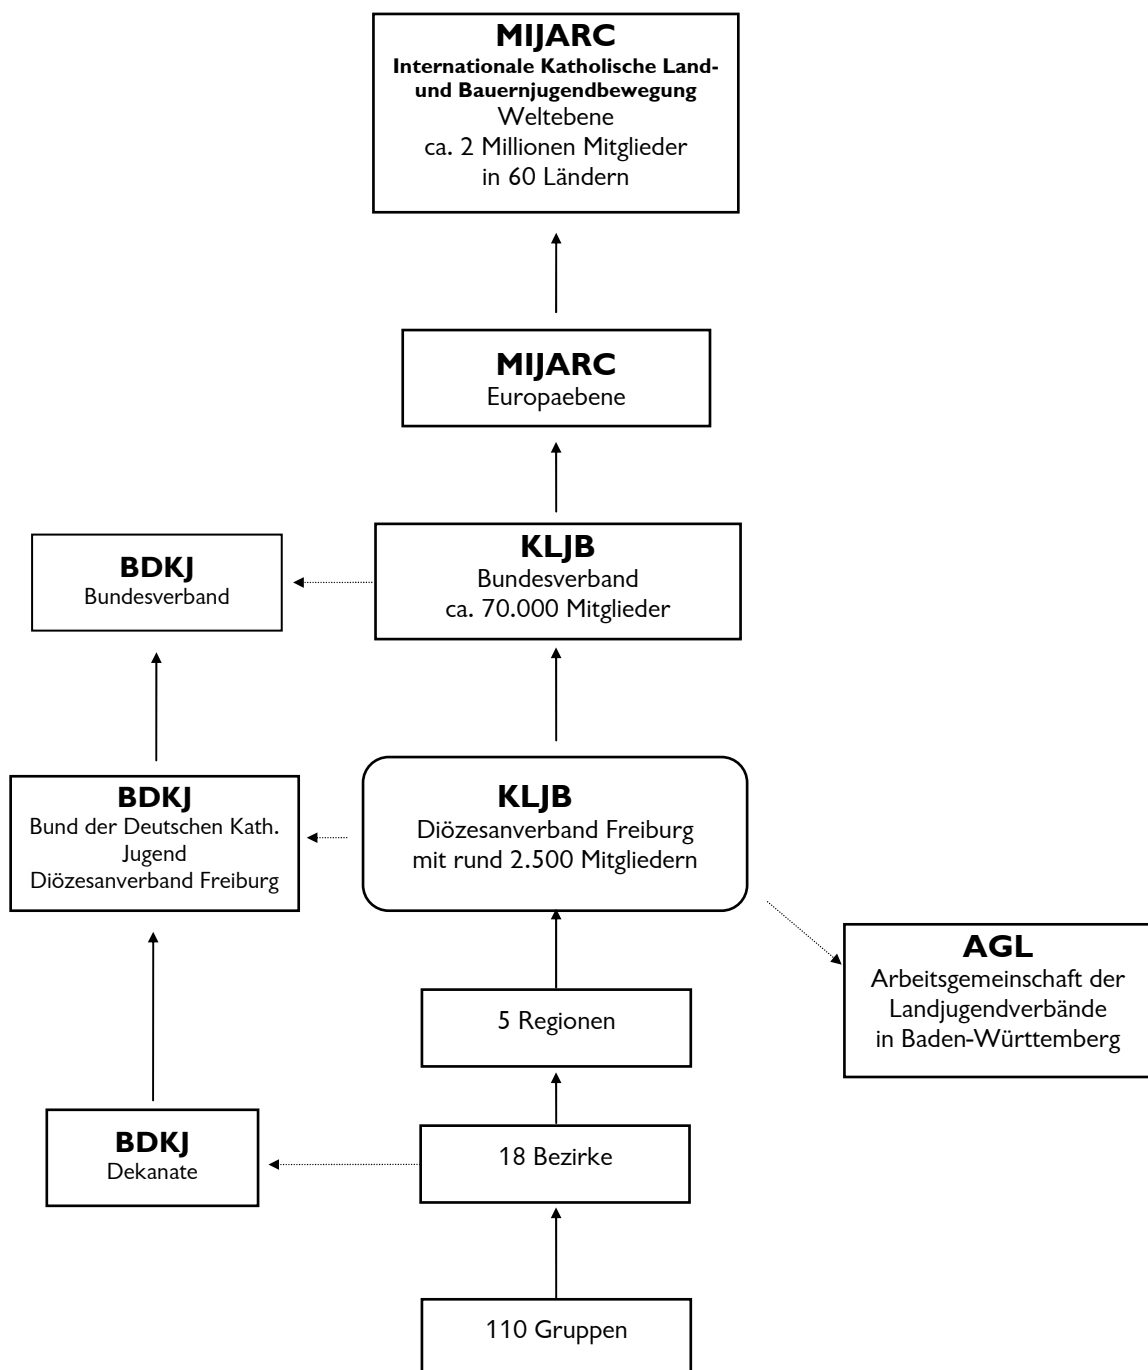 MIJARC
Internationale Katholische Land-
und Bauernjugendbewegung
Weltebene
ca. 2 Millionen Mitglieder
in 60 Ländern
MIJARC
Europaebene
KLJB
Bundesverband
ca. 70.000 Mitglieder
BDKJ
Bundesverband
KLJB
Diözesanverband Freiburg
mit rund 2.500 Mitgliedern
BDKJ
Bund der Deutschen Kath.
Jugend
Diözesanverband Freiburg
AGL
Arbeitsgemeinschaft der
Landjugendverbände
in Baden-Württemberg
5 Regionen
BDKJ
Dekanate
18 Bezirke
110 Gruppen